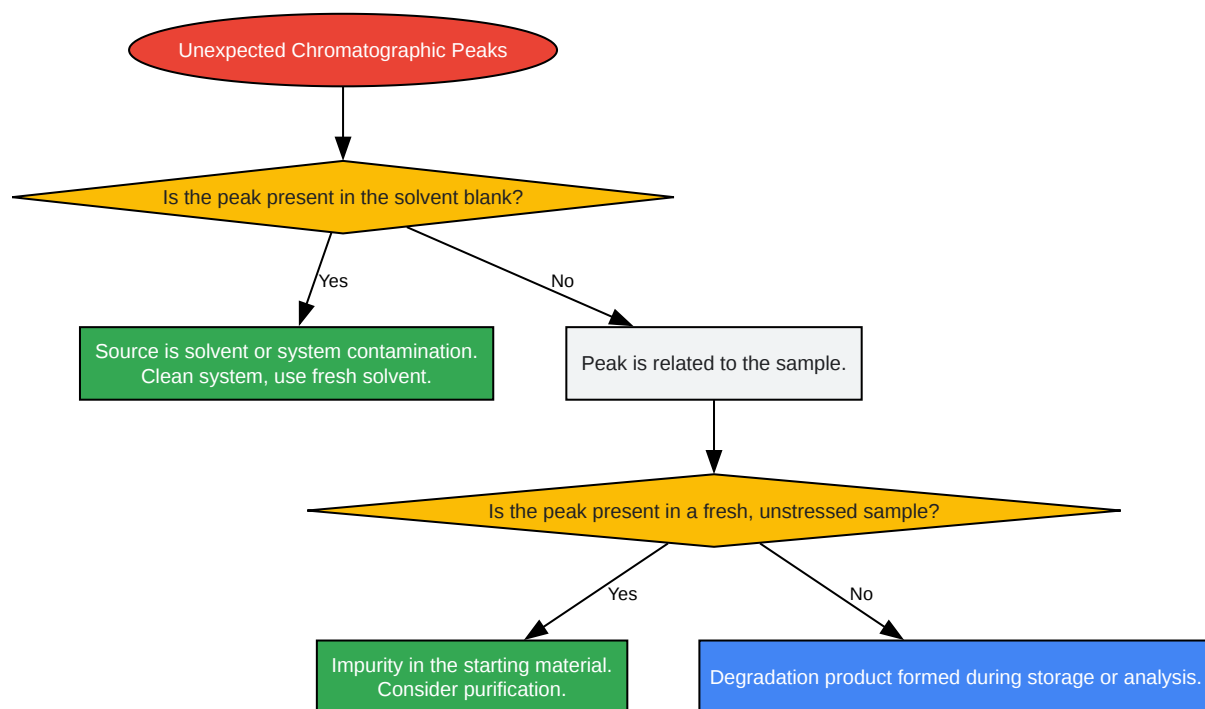 Unexpected Chromatographic Peaks
Is the peak present in the solvent blank?
Yes
No
Source is solvent or system contamination.
Clean system, use fresh solvent.
Peak is related to the sample.
Is the peak present in a fresh, unstressed sample?
Yes
No
Impurity in the starting material.
Consider purification.
Degradation product formed during storage or analysis.